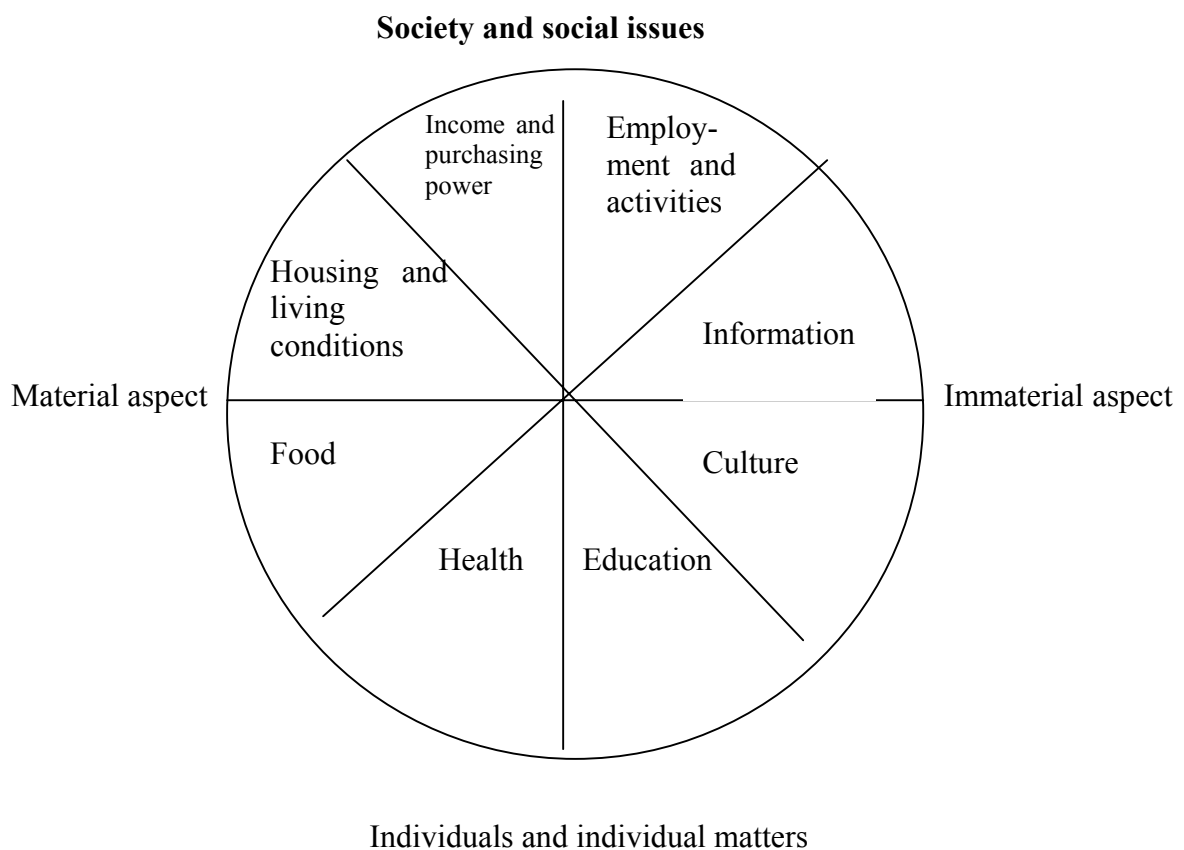 Society and social issues
Income and
purchasing
power
Employ-
ment and
activities
Housing and
living
conditions
Information
Material aspect
Immaterial aspect
Food
Culture
Health
Education
Individuals and individual matters